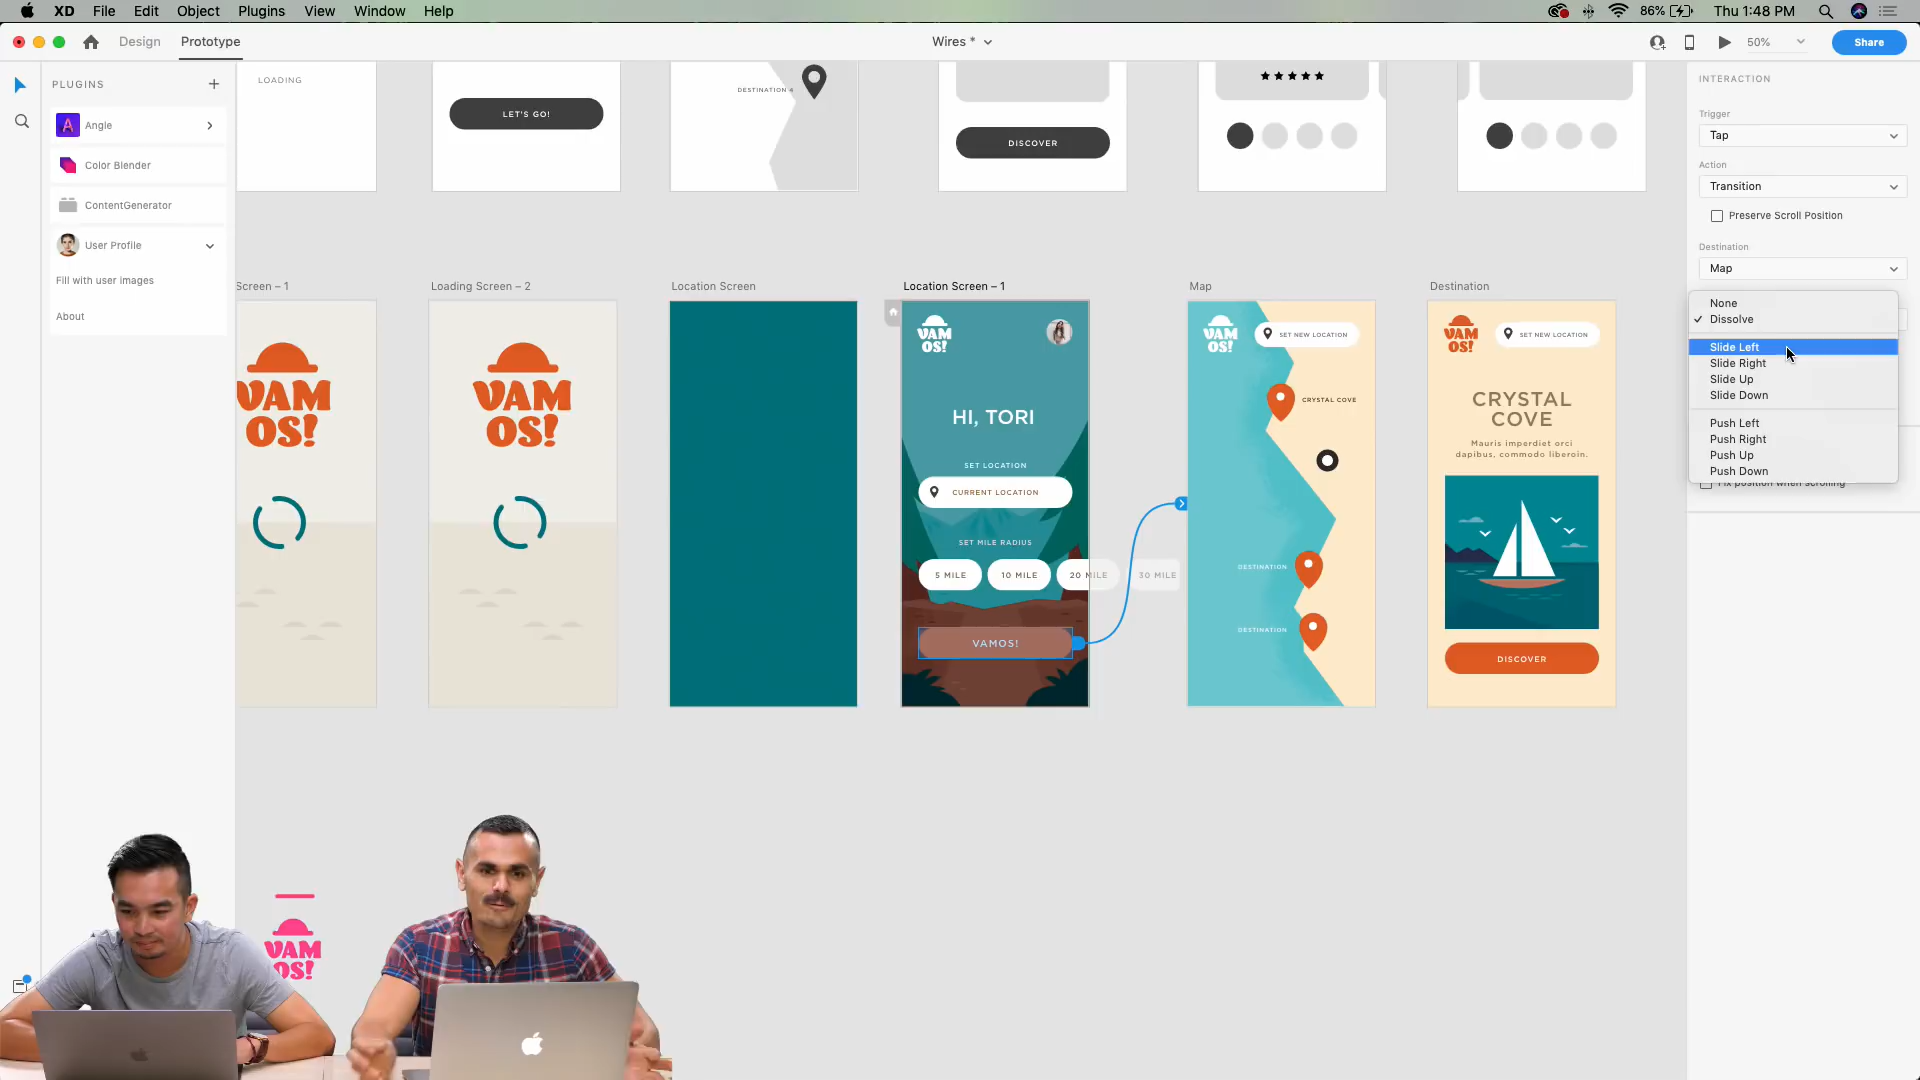 XD File Edit Object Plugins View Window Help
86% Thu 1:48 PM
Design Prototype
Wires *
50%
Share
PLUGINS
Angle
Color Blender
ContentGenerator
User Profile
Fill with user images
About
LOADING
LET'S GO!
DESTINATION 4
DISCOVER
INTERACTION
Trigger
Tap
Action
Transition
Preserve Scroll Position
Destination
Map
None
Dissolve
Slide Left
Slide Right
Slide Up
Slide Down
Push Left
Push Right
Push Up
Push Down
Fix position when scrolling
Screen – 1
Loading Screen – 2
Location Screen
Location Screen – 1
Map
Destination
VAM
OS!
VAM
OS!
VAM
OS!
HI, TORI
SET LOCATION
CURRENT LOCATION
SET MILE RADIUS
5 MILE
10 MILE
20 MILE
30 MILE
VAMOS!
VAM
OS!
SET NEW LOCATION
CRYSTAL COVE
DESTINATION
DESTINATION
VAM
OS!
SET NEW LOCATION
CRYSTAL
COVE
Mauris imperdiet orci
dapibus, commodo liberoin.
DISCOVER
VAM
OS!